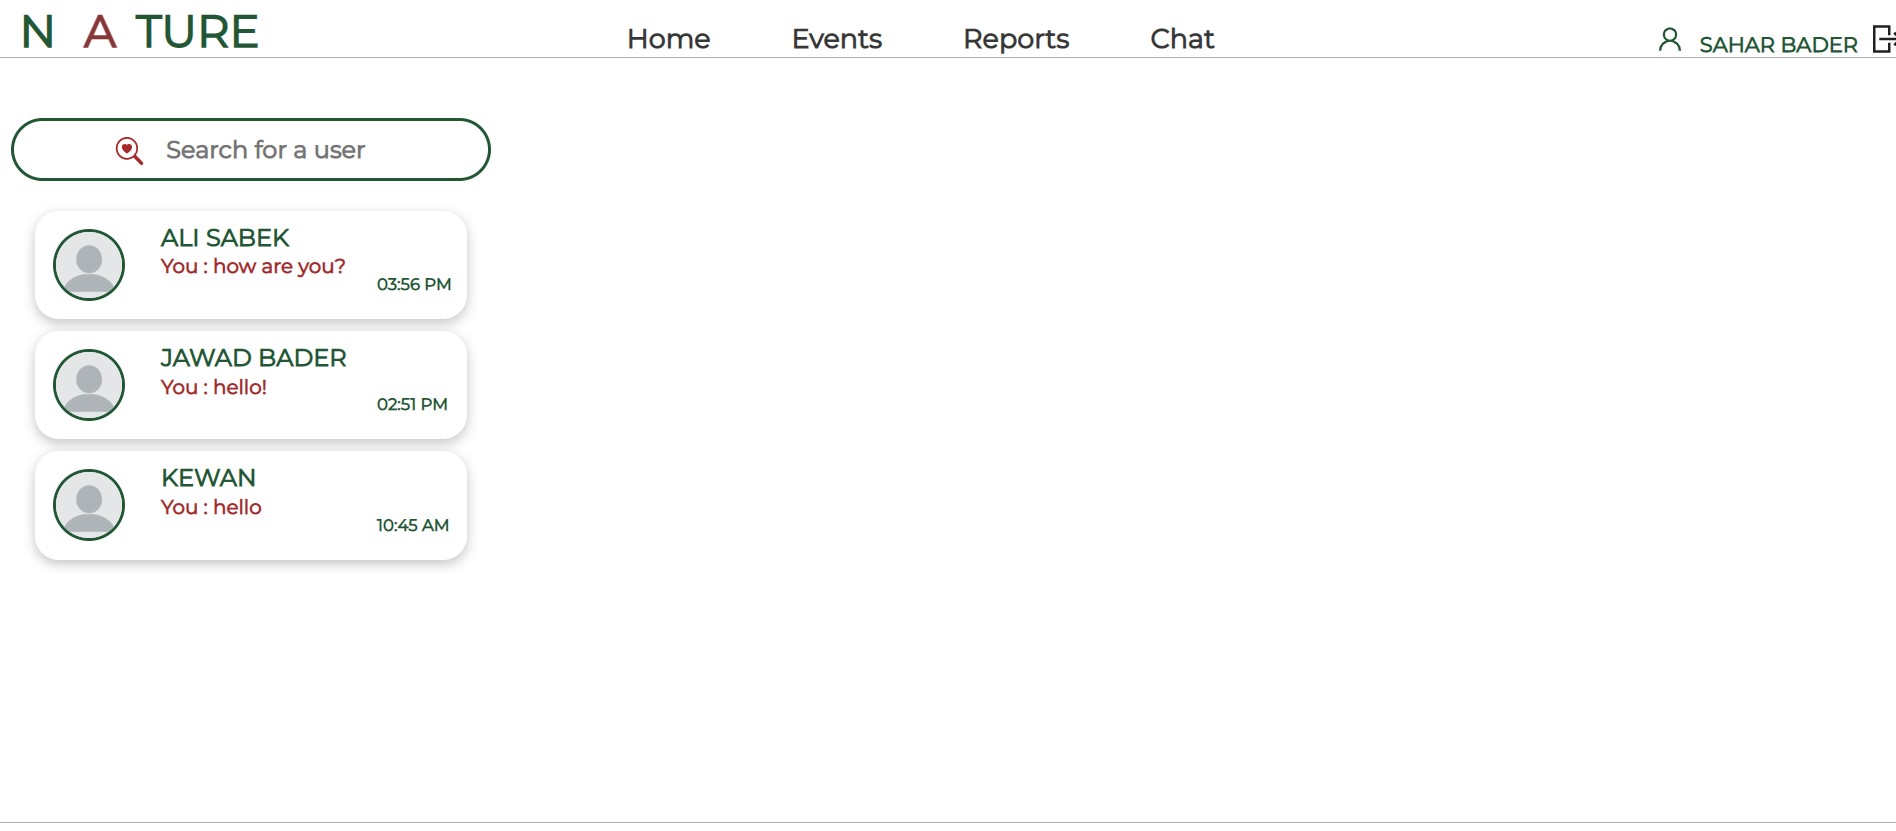 N A TURE
Home Events Reports Chat
SAHAR BADER
Search for a user
ALI SABEK
You : how are you?
03:56 PM
JAWAD BADER
You : hello!
02:51 PM
KEWAN
You : hello
10:45 AM